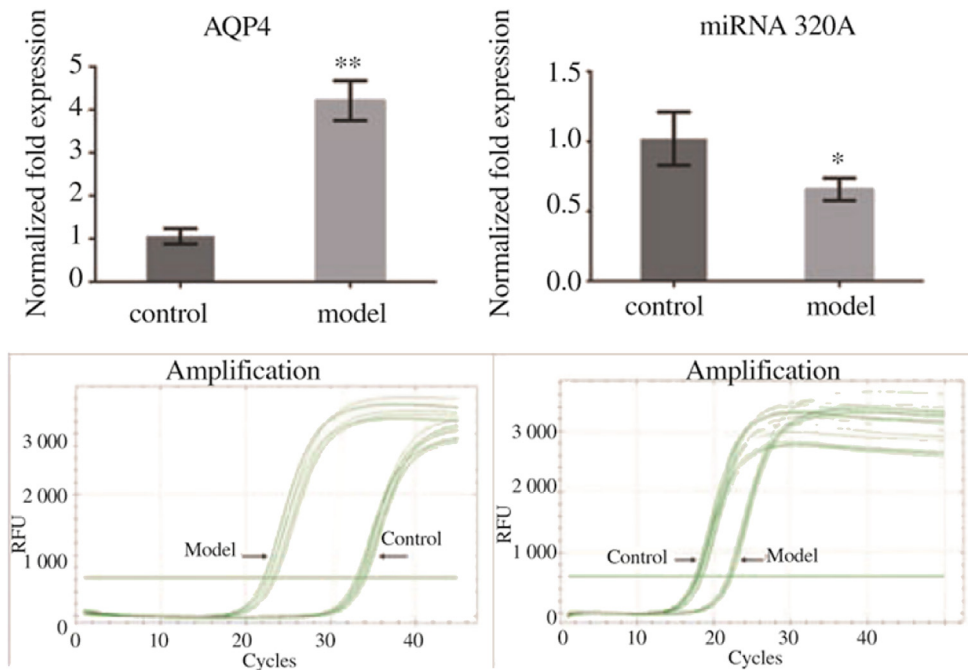 AQP4
Normalized fold expression
5
4
3
2
1
0
**
control
model
miRNA 320A
Normalized fold expression
1.5
1.0
0.5
0.0
*
control
model
Amplification
RFU
3 000
2 000
1 000
0
Model
Control
0 10 20 30 40
Cycles
Amplification
RFU
3 000
2 000
1 000
0
Control
Model
0 10 20 30 40
Cycles